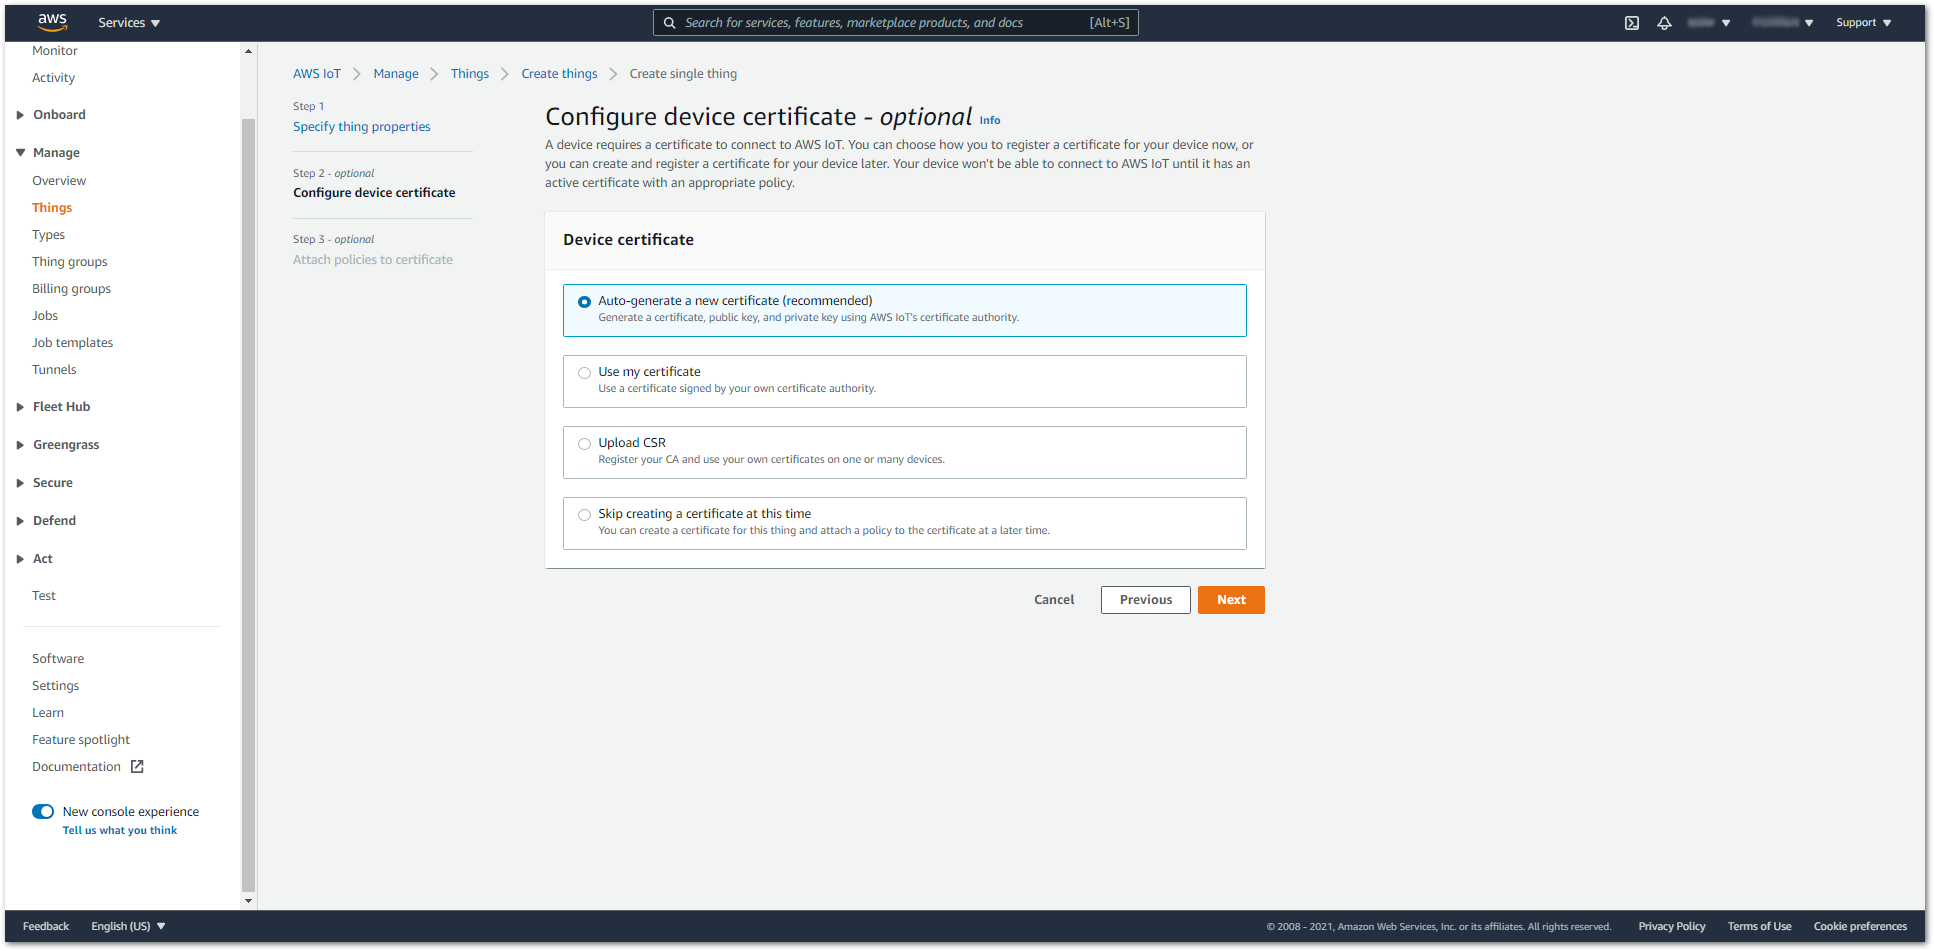 aws
Services
Search for services, features, marketplace products, and docs
[Alt+S]
Support
Monitor
Activity
Onboard
Manage
Overview
Things
Types
Thing groups
Billing groups
Jobs
Job templates
Tunnels
Fleet Hub
Greengrass
Secure
Defend
Act
Test
Software
Settings
Learn
Feature spotlight
Documentation
New console experience
Tell us what you think
AWS IoT
Manage
Things
Create things
Create single thing
Step 1
Specify thing properties
Step 2 - optional
Configure device certificate
Step 3 - optional
Attach policies to certificate
Configure device certificate - optional Info
A device requires a certificate to connect to AWS IoT. You can choose how you to register a certificate for your device now, or
you can create and register a certificate for your device later. Your device won't be able to connect to AWS IoT until it has an
active certificate with an appropriate policy.
Device certificate
Auto-generate a new certificate (recommended)
Generate a certificate, public key, and private key using AWS IoT's certificate authority.
Use my certificate
Use a certificate signed by your own certificate authority.
Upload CSR
Register your CA and use your own certificates on one or many devices.
Skip creating a certificate at this time
You can create a certificate for this thing and attach a policy to the certificate at a later time.
Cancel
Previous
Next
Feedback
English (US)
© 2008 - 2021, Amazon Web Services, Inc. or its affiliates. All rights reserved.
Privacy Policy
Terms of Use
Cookie preferences